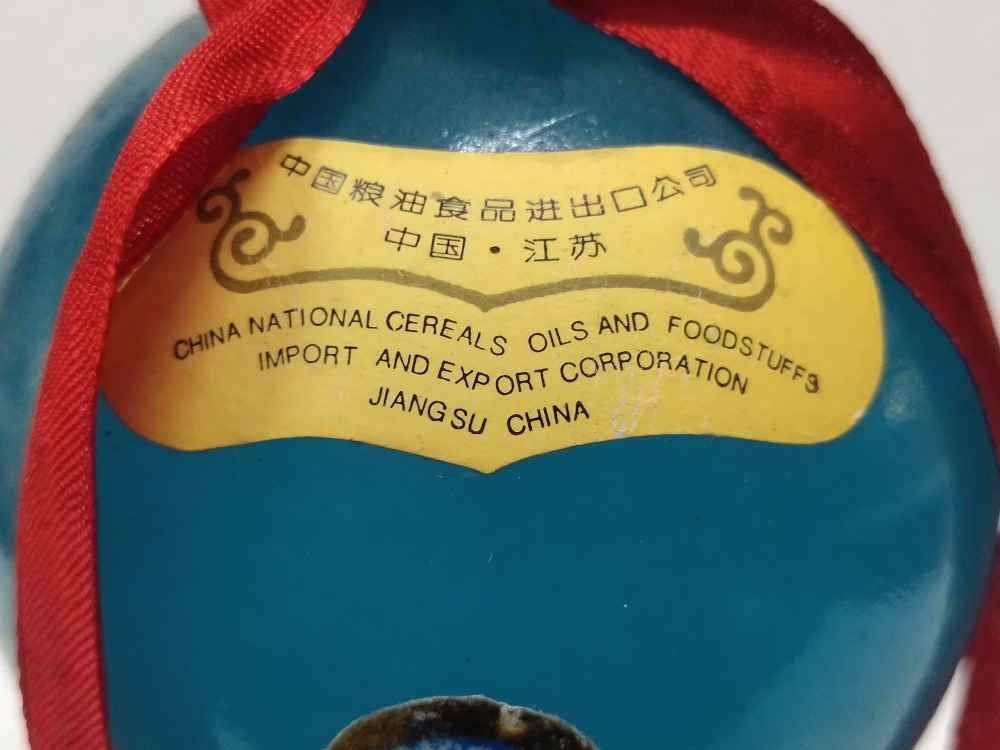 中国粮油食品进出口公司
中国·江苏
CHINA NATIONAL CEREALS OILS AND FOODSTUFFS
IMPORT AND EXPORT CORPORATION
JIANGSU CHINA